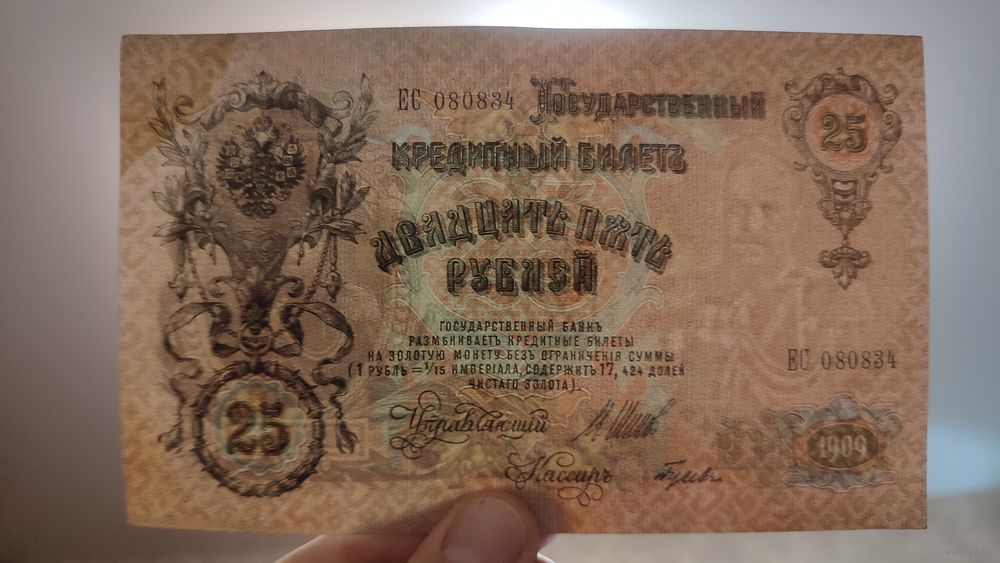 ЕС 080834 Государственный
25
Кредитный Билетъ
Двадцать Пять
Рублей
Государственный Банкъ
размѣниваетъ кредитные билеты
на золотую монету безъ ограниченія суммы
(1 рубль = 1/15 имперіала, содержитъ 17,424 долей
чистаго золота).
ЕС 080834
25
Управляющій
И Шипов
1909
Кассиръ